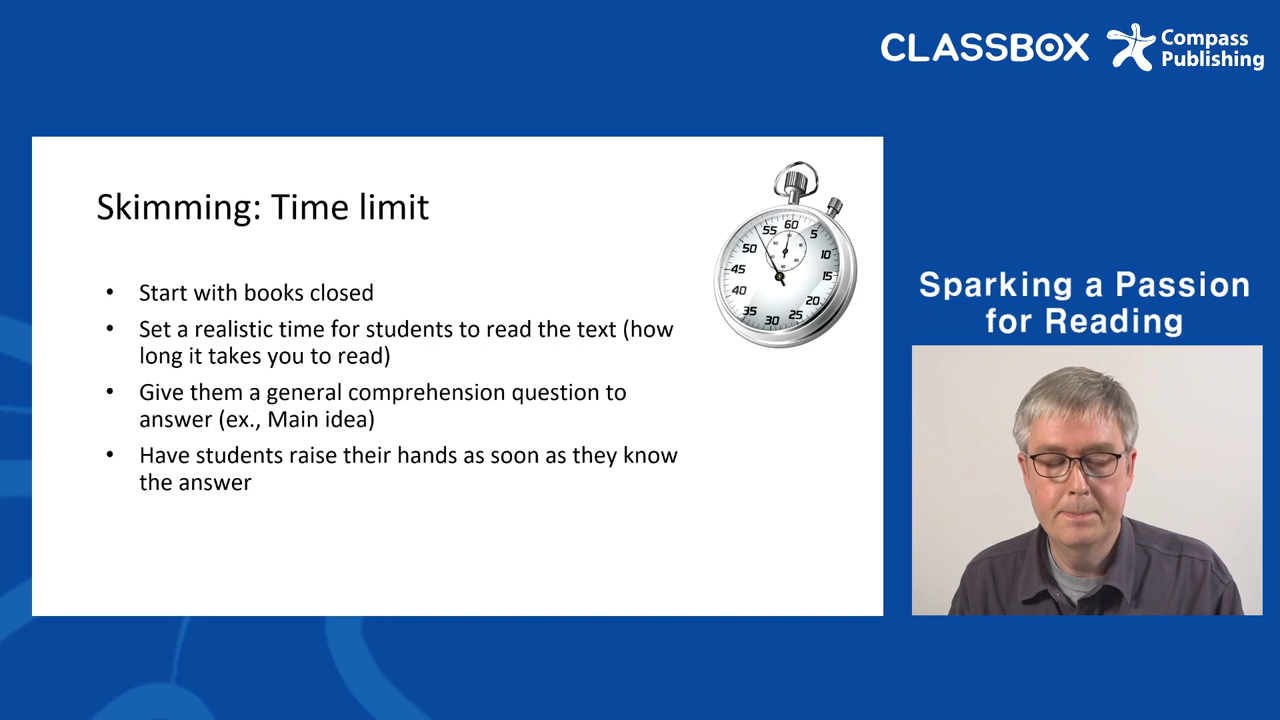 CLASSBOX
Compass
Publishing
Skimming: Time limit
• Start with books closed
• Set a realistic time for students to read the text (how
long it takes you to read)
• Give them a general comprehension question to
answer (ex., Main idea)
• Have students raise their hands as soon as they know
the answer
60
55
5
50
10
45
15
40
20
35
25
30
Sparking a Passion
for Reading